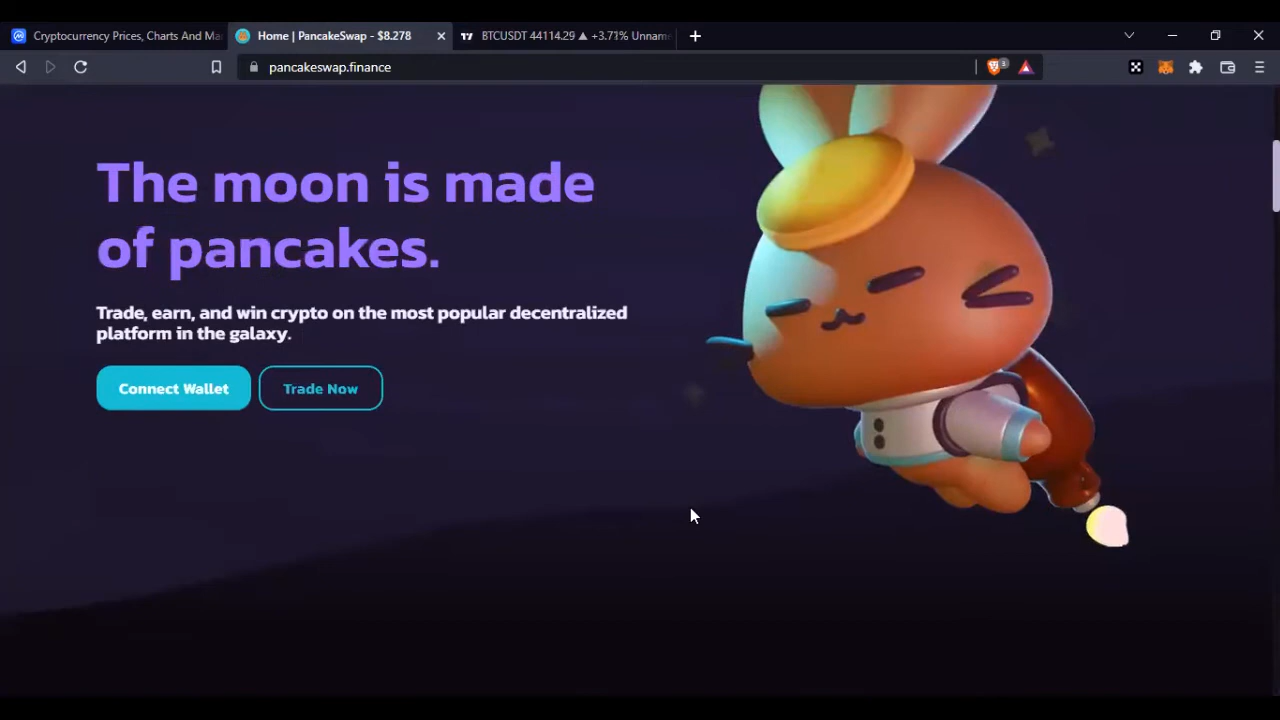 Cryptocurrency Prices, Charts And Ma
Home | PancakeSwap - $8.278
BTCUSDT 44114.29 ▲ +3.71% Unnam
pancakeswap.finance
3
The moon is made
of pancakes.
Trade, earn, and win crypto on the most popular decentralized
platform in the galaxy.
Connect Wallet
Trade Now